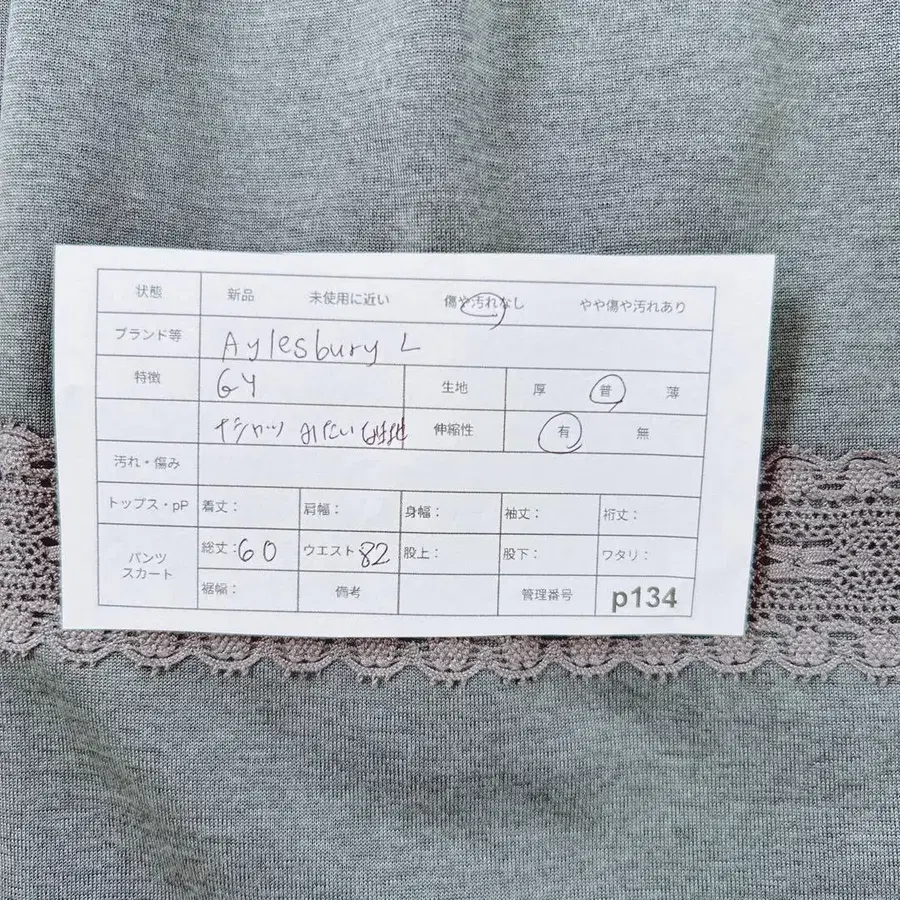 状態 新品 未使用に近い 傷や汚れなし やや傷や汚れあり
ブランド等 Aylesbury L
特徴 GY 生地 厚 普 薄
Tシャツ みたい 伸縮性 有 無
汚れ・傷み
トップス・pP 着丈： 肩幅： 身幅： 袖丈： 裄丈：
パンツ スカート 総丈：60 ウエスト 82 股上： 股下： ワタリ：
裾幅： 備考 管理番号 p134